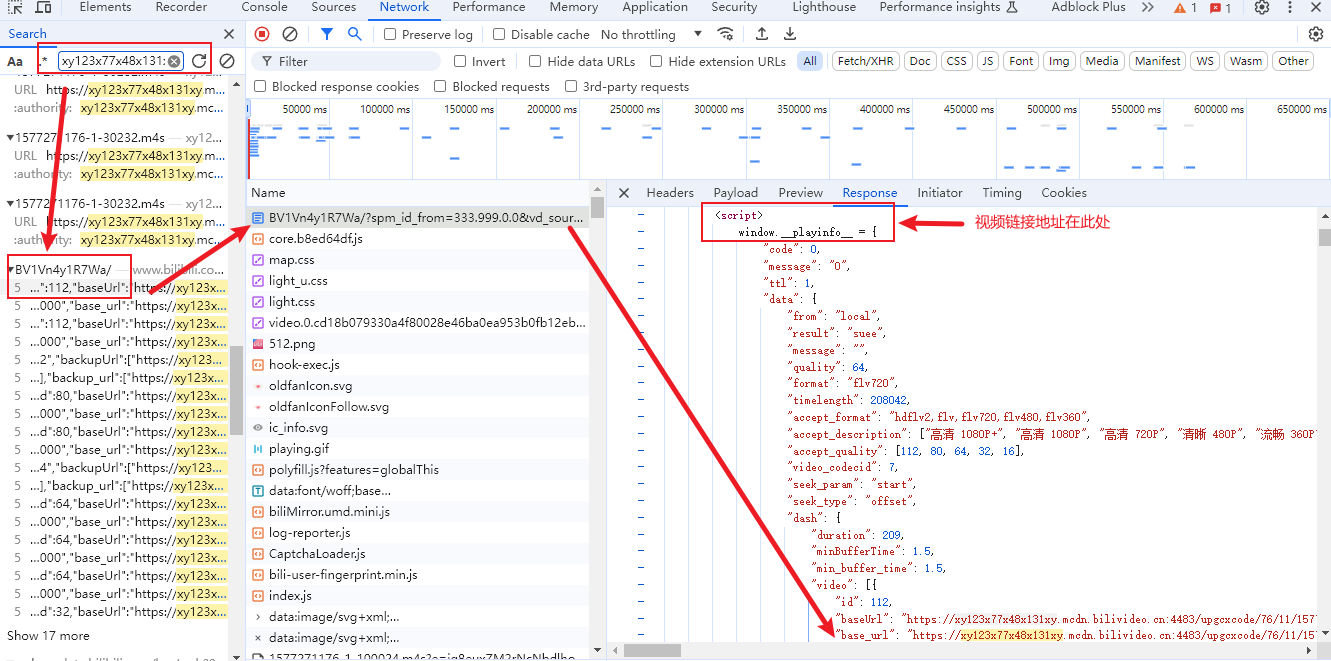 Elements Recorder Console Sources Network Performance Memory Application Security Lighthouse Performance insights Adblock Plus 1 1
Search
Preserve log Disable cache No throttling
Aa .* xy123x77x48x131:
Filter Invert Hide data URLs Hide extension URLs All Fetch/XHR Doc CSS JS Font Img Media Manifest WS Wasm Other
Blocked response cookies Blocked requests 3rd-party requests
50000 ms 100000 ms 150000 ms 200000 ms 250000 ms 300000 ms 350000 ms 400000 ms 450000 ms 500000 ms 550000 ms 600000 ms 650000 ms
URL https://xy123x77x48x131xy.mc...
:authority: xy123x77x48x131xy.mc...
1577271176-1-30232.m4s — xy12...
URL https://xy123x77x48x131xy.m...
:authority: xy123x77x48x131xy.mc...
1577271176-1-30232.m4s — xy12...
URL https://xy123x77x48x131xy.m...
:authority: xy123x77x48x131xy.mc...
BV1Vn4y1R7Wa/ — www.bilibili.co...
5 ...":112,"baseUrl":"https://xy123x...
5 ...000","base_url":"https://xy123x...
5 ...":112,"baseUrl":"https://xy123x...
5 ...000","base_url":"https://xy123x...
5 ...2","backupUrl":["https://xy123...
5 ...],"backup_url":["https://xy123x...
5 ...d":80,"baseUrl":"https://xy123x...
5 ...000","base_url":"https://xy123x...
5 ...d":80,"baseUrl":"https://xy123x...
5 ...000","base_url":"https://xy123x...
5 ...4","backupUrl":["https://xy123...
5 ...],"backup_url":["https://xy123x...
5 ...d":64,"baseUrl":"https://xy123x...
5 ...000","base_url":"https://xy123x...
5 ...d":64,"baseUrl":"https://xy123x...
5 ...000","base_url":"https://xy123x...
5 ...d":64,"baseUrl":"https://xy123x...
5 ...000","base_url":"https://xy123x...
5 ...d":32,"baseUrl":"https://xy123x...
Show 17 more
Name
BV1Vn4y1R7Wa/?spm_id_from=333.999.0.0&vd_sour...
core.b8ed64df.js
map.css
light_u.css
light.css
video.0.cd18b079330a4f80028e46ba0ea953b0fb12eb...
512.png
hook-exec.js
oldfanIcon.svg
oldfanIconFollow.svg
ic_info.svg
playing.gif
polyfill.js?features=globalThis
data:font/woff;base...
biliMirror.umd.mini.js
log-reporter.js
CaptchaLoader.js
bili-user-fingerprint.min.js
index.js
data:image/svg+xml;...
data:image/svg+xml;...
Headers Payload Preview Response Initiator Timing Cookies
<script>
window.__playinfo__ = {
"code": 0,
"message": "0",
"ttl": 1,
"data": {
"from": "local",
"result": "suee",
"message": "",
"quality": 64,
"format": "flv720",
"timelength": 208042,
"accept_format": "hdflv2,flv,flv720,flv480,flv360",
"accept_description": ["高清 1080P+", "高清 1080P", "高清 720P", "清晰 480P", "流畅 360P"
"accept_quality": [112, 80, 64, 32, 16],
"video_codecid": 7,
"seek_param": "start",
"seek_type": "offset",
"dash": {
"duration": 209,
"minBufferTime": 1.5,
"min_buffer_time": 1.5,
"video": [{
"id": 112,
"baseUrl": "https://xy123x77x48x131xy.mcdn.bilivideo.cn:4483/upgcxcode/76/11/157
"base_url": "https://xy123x77x48x131xy.mcdn.bilivideo.cn:4483/upgcxcode/76/11/15
视频链接地址在此处